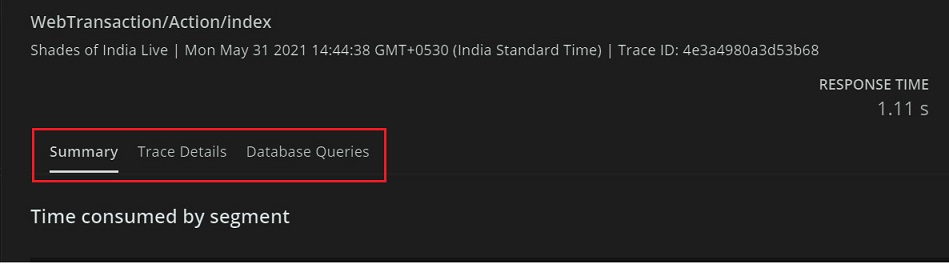 WebTransaction/Action/index
Shades of India Live | Mon May 31 2021 14:44:38 GMT+0530 (India Standard Time) | Trace ID: 4e3a4980a3d53b68
RESPONSE TIME
1.11 s
Summary Trace Details Database Queries
Time consumed by segment